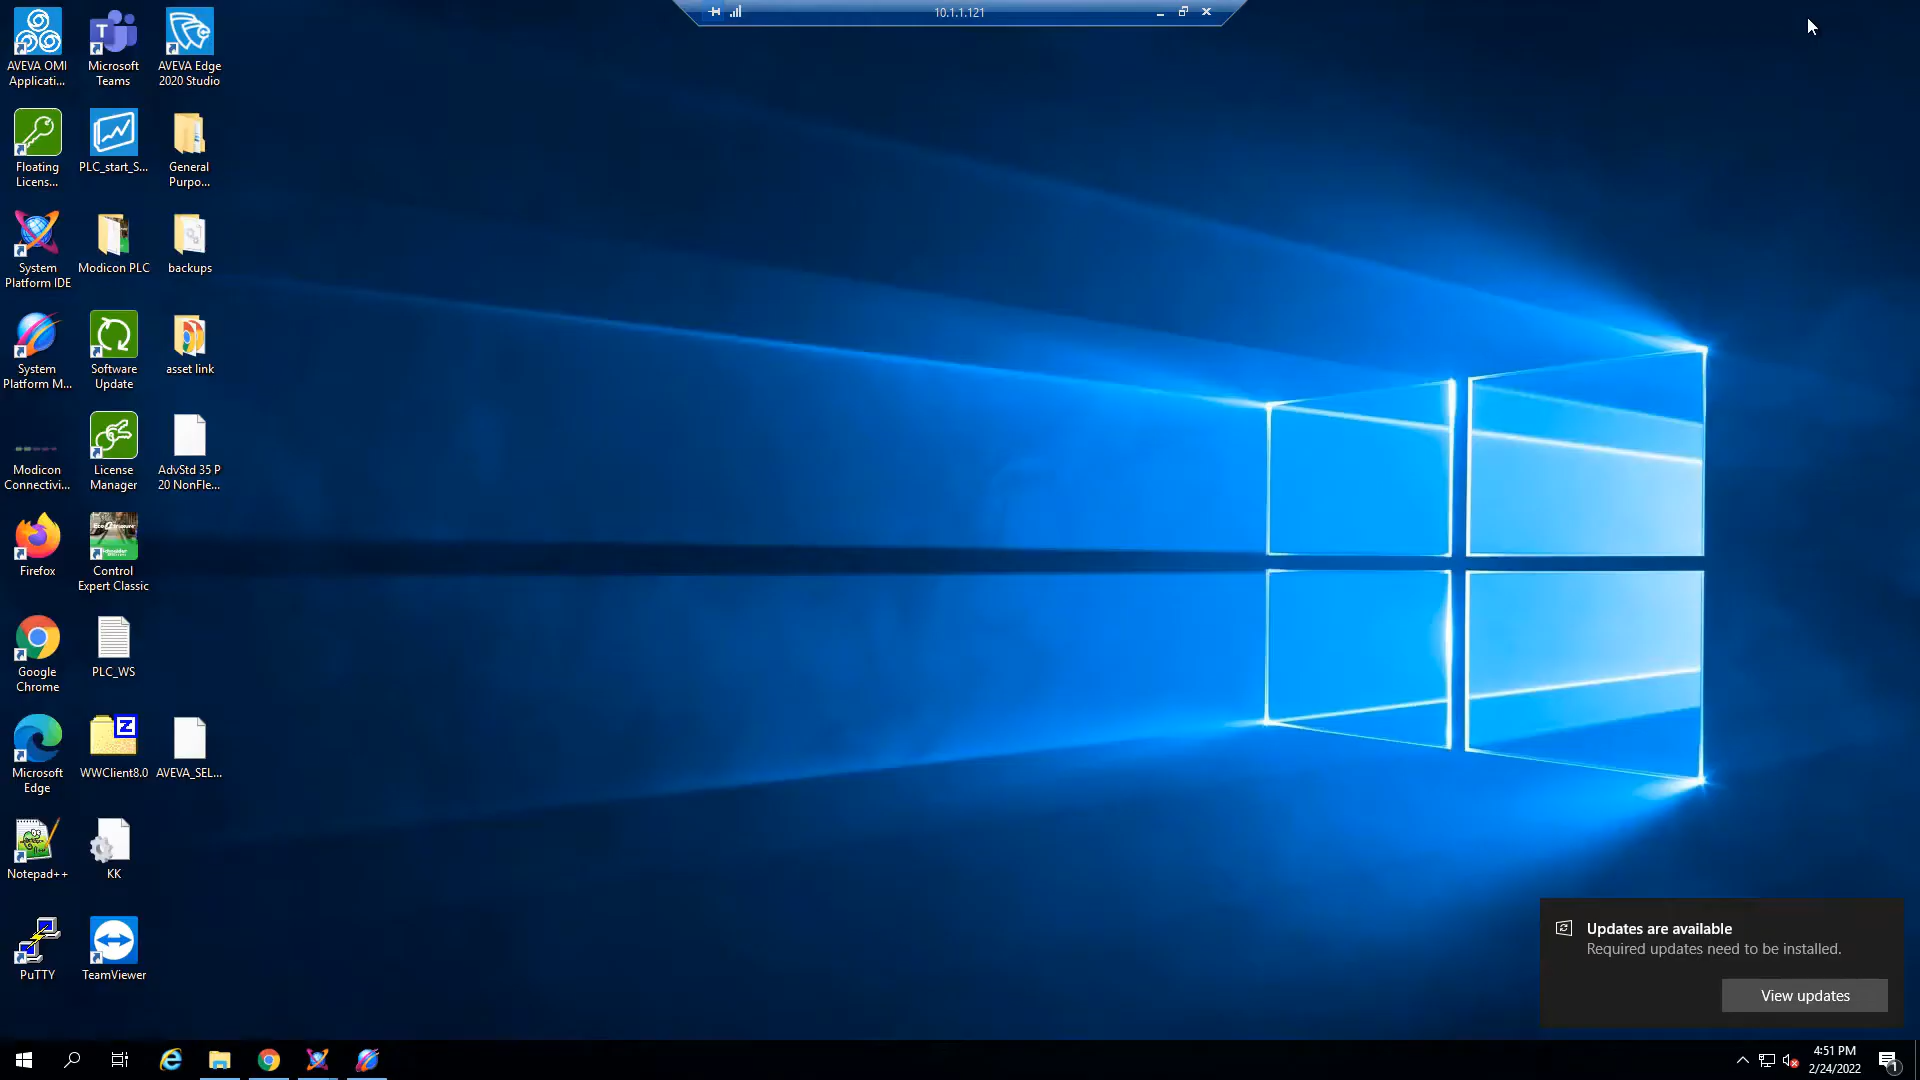 10.1.1.121
AVEVA OMI
Applicati...
Microsoft
Teams
AVEVA Edge
2020 Studio
Floating
Licens...
PLC_start_S...
General
Purpo...
System
Platform IDE
Modicon PLC
backups
System
Platform M...
Software
Update
asset link
Modicon
Connectivi...
License
Manager
AdvStd 35 P
20 NonFle...
Firefox
Control
Expert Classic
Google
Chrome
PLC_WS
Microsoft
Edge
Z
WWClient8.0
AVEVA_SEL...
Notepad++
KK
PuTTY
TeamViewer
Updates are available
Required updates need to be installed.
View updates
4:51 PM
2/24/2022
1